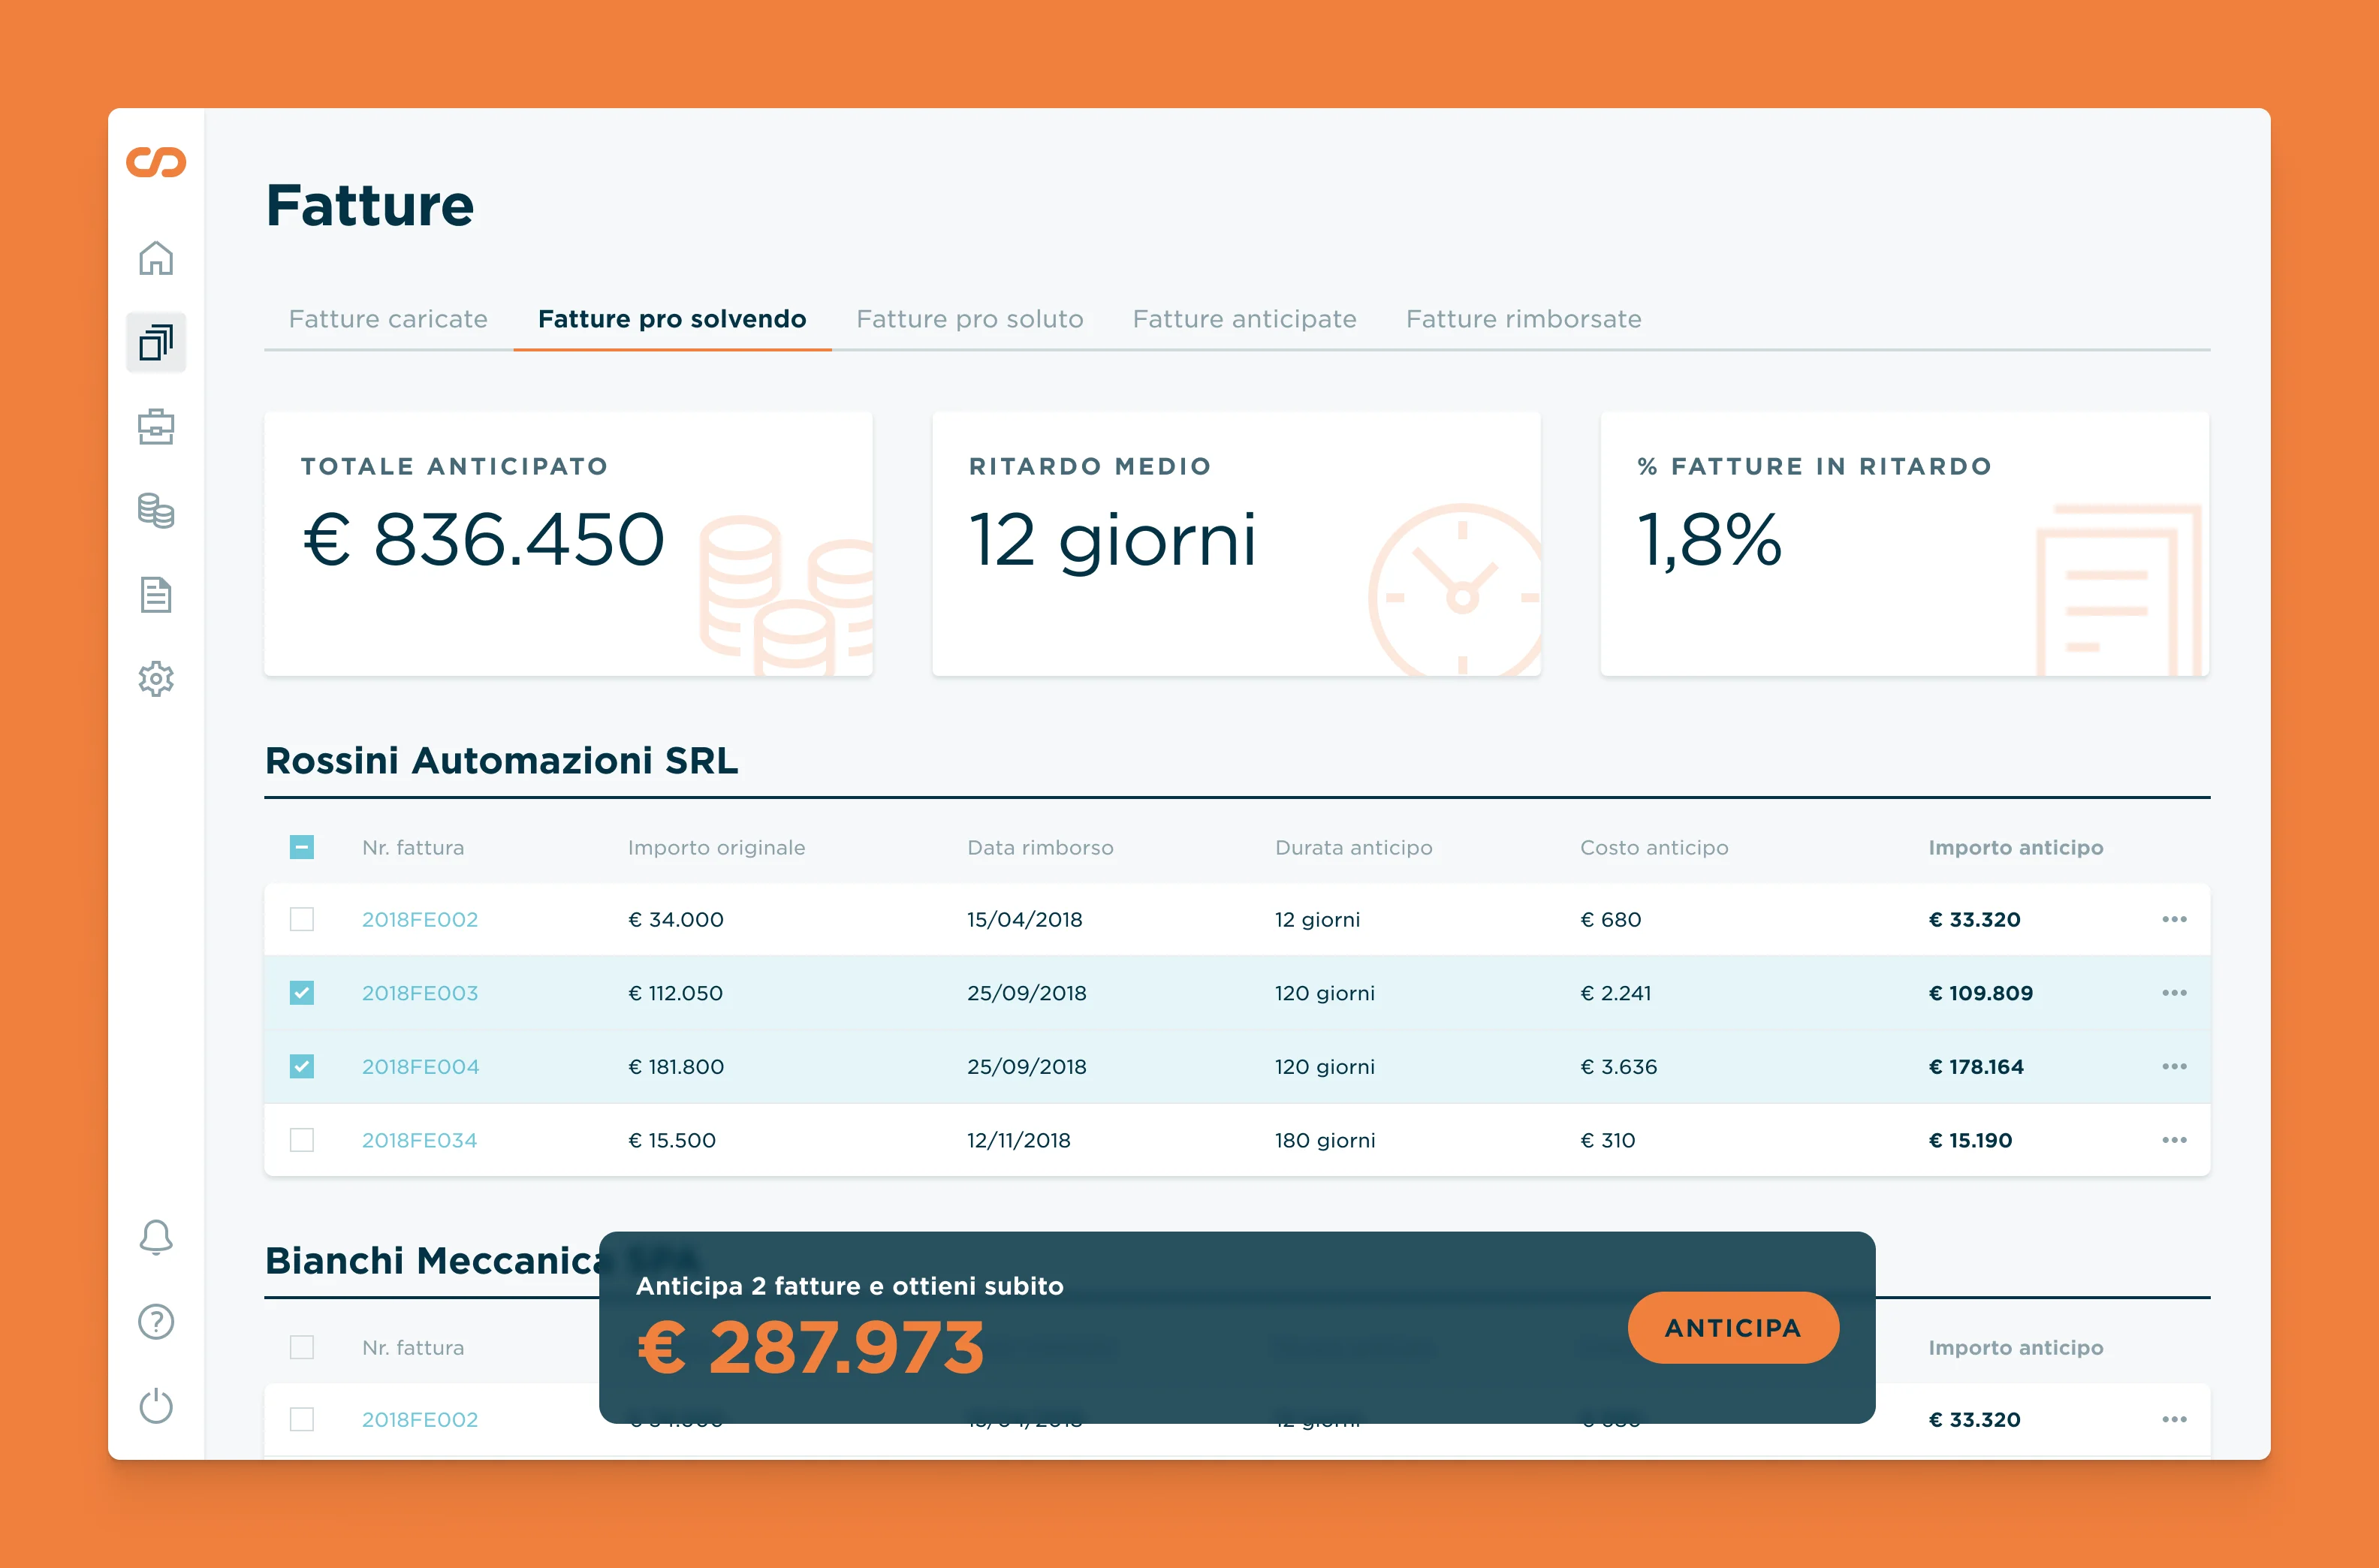 Fatture
Fatture caricate Fatture pro solvendo Fatture pro soluto Fatture anticipate Fatture rimborsate
TOTALE ANTICIPATO
€ 836.450
RITARDO MEDIO
12 giorni
% FATTURE IN RITARDO
1,8%
Rossini Automazioni SRL
Nr. fattura Importo originale Data rimborso Durata anticipo Costo anticipo Importo anticipo
2018FE002 € 34.000 15/04/2018 12 giorni € 680 € 33.320
2018FE003 € 112.050 25/09/2018 120 giorni € 2.241 € 109.809
2018FE004 € 181.800 25/09/2018 120 giorni € 3.636 € 178.164
2018FE034 € 15.500 12/11/2018 180 giorni € 310 € 15.190
Bianchi Meccanica SPA
Anticipa 2 fatture e ottieni subito
€ 287.973
ANTICIPA
Nr. fattura Importo anticipo
2018FE002 12 giorni € 33.320